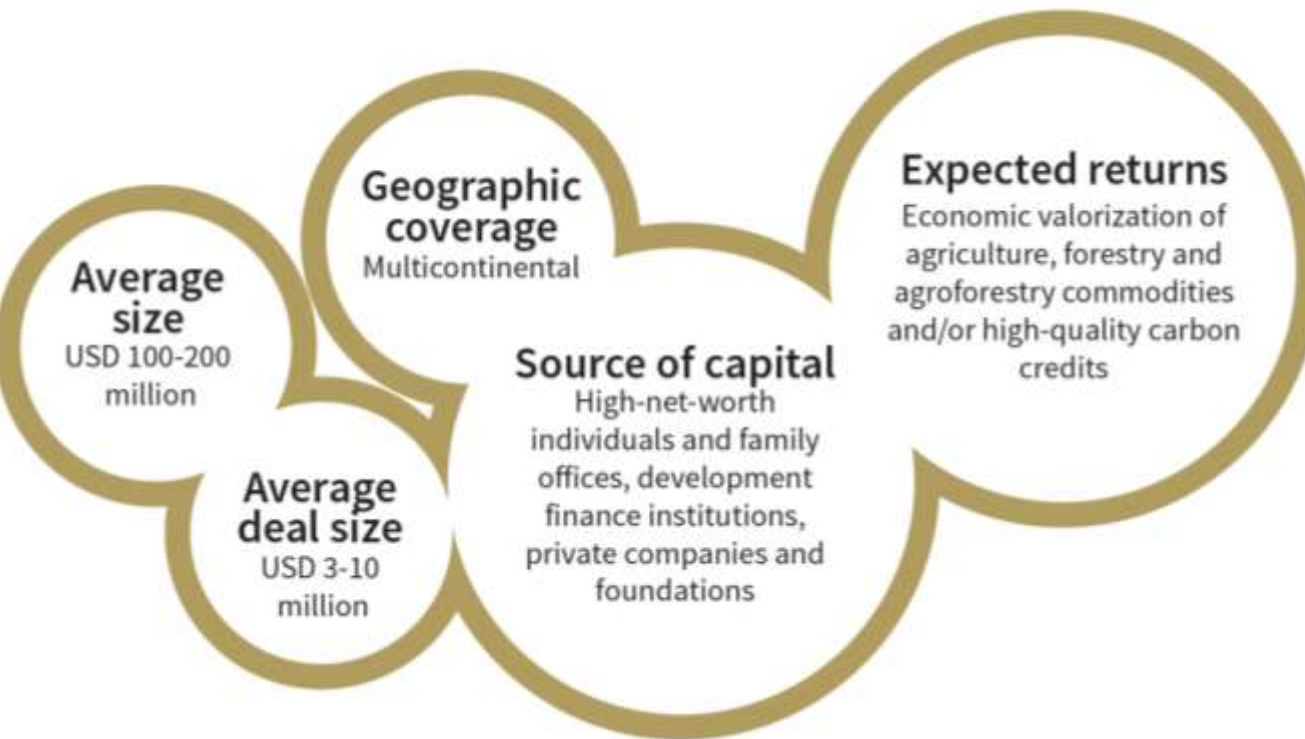 Average
size
USD 100-200
million
Average
deal size
USD 3-10
million
Geographic
coverage
Multicontinental
Source of capital
High-net-worth
individuals and family
offices, development
finance institutions,
private companies and
foundations
Expected returns
Economic valorization of
agriculture, forestry and
agroforestry commodities
and/or high-quality carbon
credits